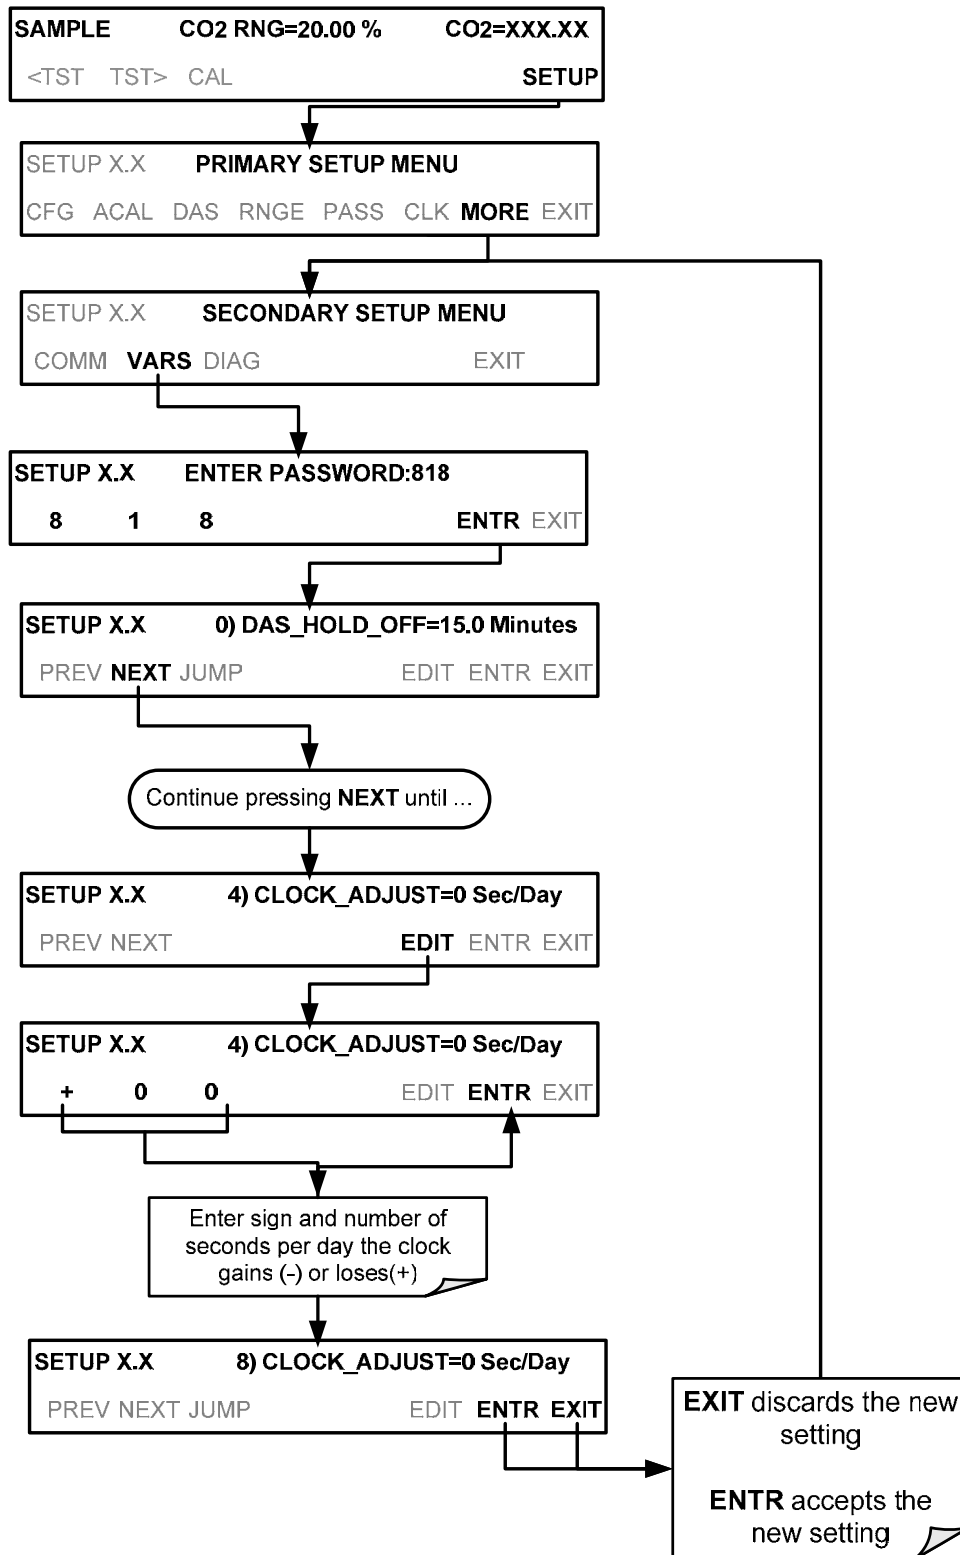 SAMPLE CO2 RNG=20.00 % CO2=XXX.XX
<TST TST> CAL SETUP
SETUP X.X PRIMARY SETUP MENU
CFG ACAL DAS RNGE PASS CLK MORE EXIT
SETUP X.X SECONDARY SETUP MENU
COMM VARS DIAG EXIT
SETUP X.X ENTER PASSWORD:818
8 1 8 ENTR EXIT
SETUP X.X 0) DAS_HOLD_OFF=15.0 Minutes
PREV NEXT JUMP EDIT ENTR EXIT
Continue pressing NEXT until ...
SETUP X.X 4) CLOCK_ADJUST=0 Sec/Day
PREV NEXT EDIT ENTR EXIT
SETUP X.X 4) CLOCK_ADJUST=0 Sec/Day
+ 0 0 EDIT ENTR EXIT
Enter sign and number of
seconds per day the clock
gains (-) or loses(+)
SETUP X.X 8) CLOCK_ADJUST=0 Sec/Day
PREV NEXT JUMP EDIT ENTR EXIT
EXIT discards the new
setting
ENTR accepts the
new setting